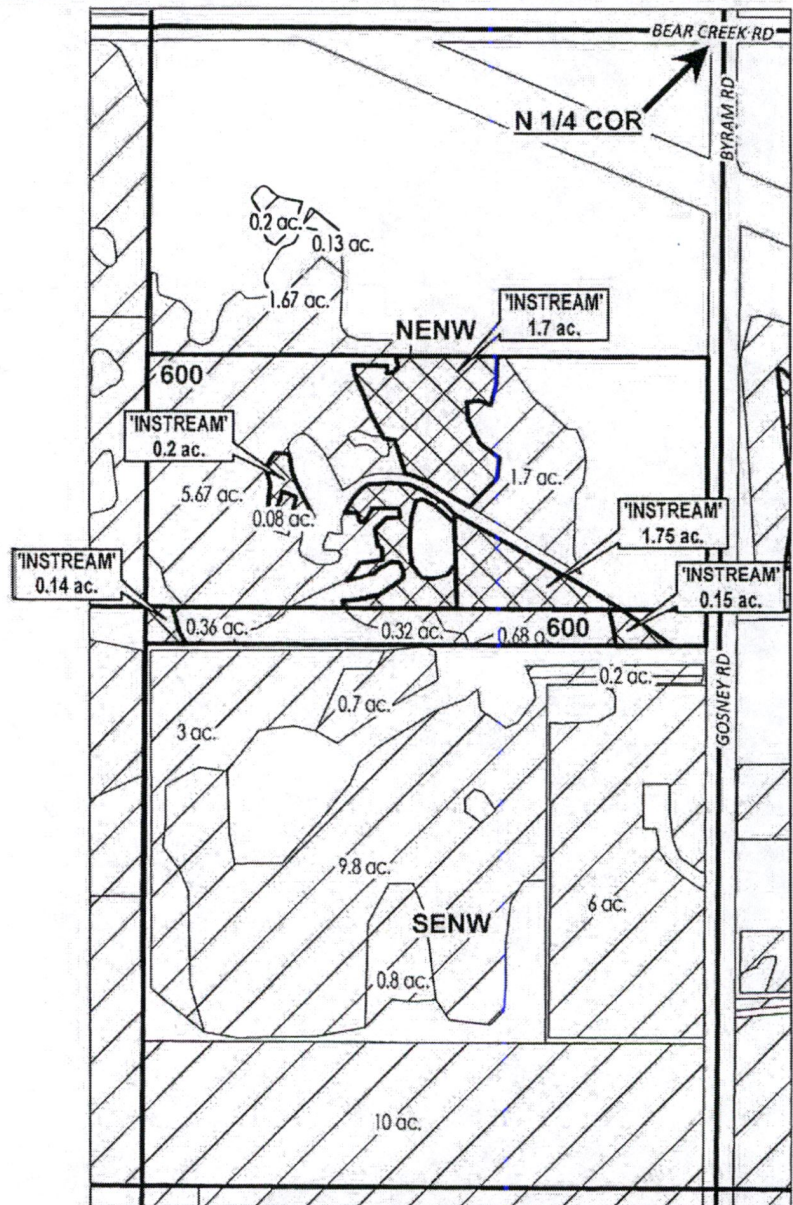 BEAR CREEK RD
N 1/4 COR
BYRAM RD
0.2 ac.
0.13 ac.
1.67 ac.
NENW
'INSTREAM'
1.7 ac.
600
'INSTREAM'
0.2 ac.
5.67 ac.
0.08 ac.
1.7 ac.
'INSTREAM'
1.75 ac.
'INSTREAM'
0.14 ac.
'INSTREAM'
0.15 ac.
0.36 ac.
0.32 ac.
0.68 a
600
0.2 ac.
GOSNEY RD
0.7 ac.
3 ac.
9.8 ac.
6 ac.
SENW
0.8 ac.
10 ac.